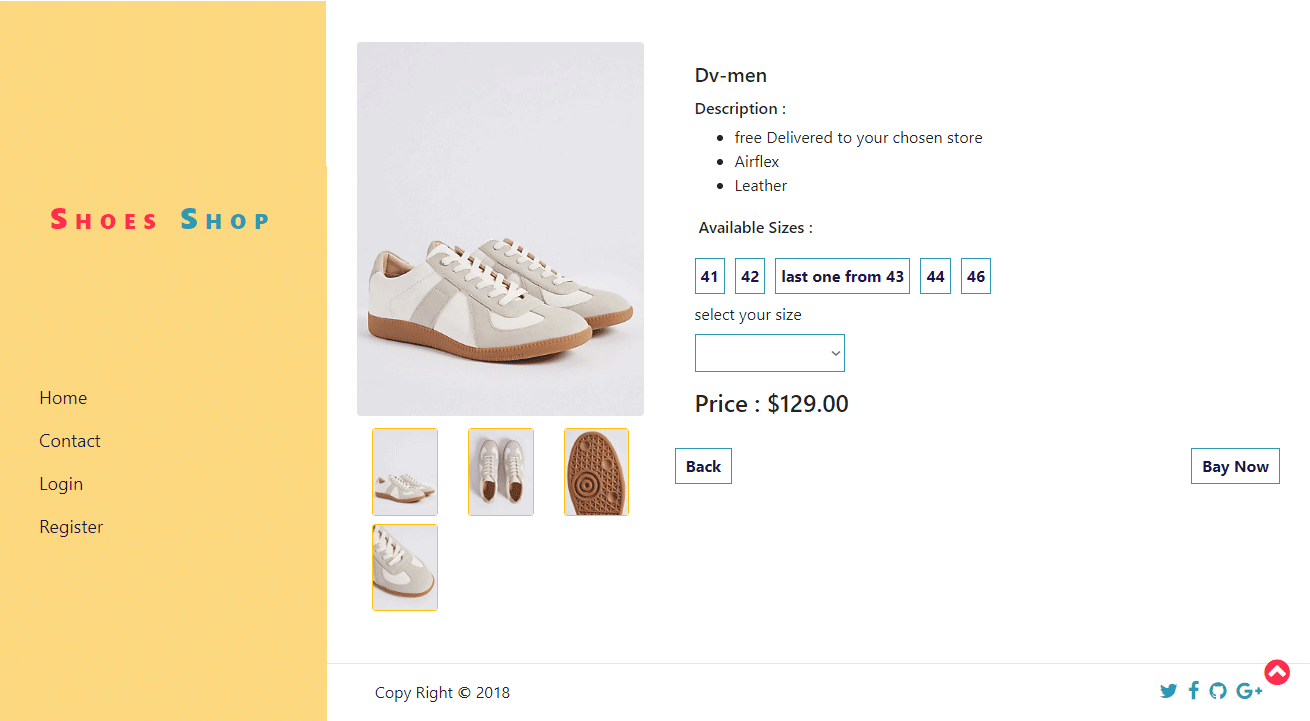 Shoes Shop
Home
Contact
Login
Register
Dv-men
Description :
free Delivered to your chosen store
Airflex
Leather
Available Sizes :
41 42 last one from 43 44 46
select your size
Price : $129.00
Back Bay Now
Copy Right © 2018